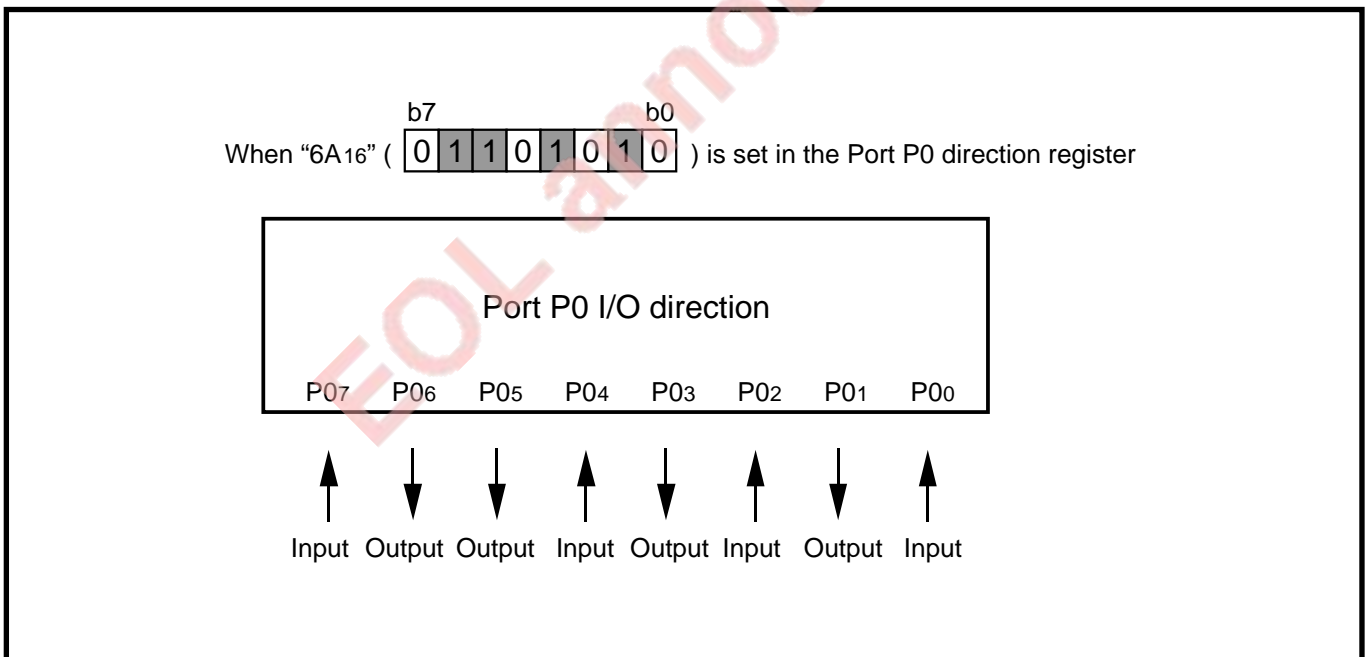 b7 b0
When “6A16” ( 0 1 1 0 1 0 1 0 ) is set in the Port P0 direction register
Port P0 I/O direction
P07 P06 P05 P04 P03 P02 P01 P00
Input Output Output Input Output Input Output Input
EOL